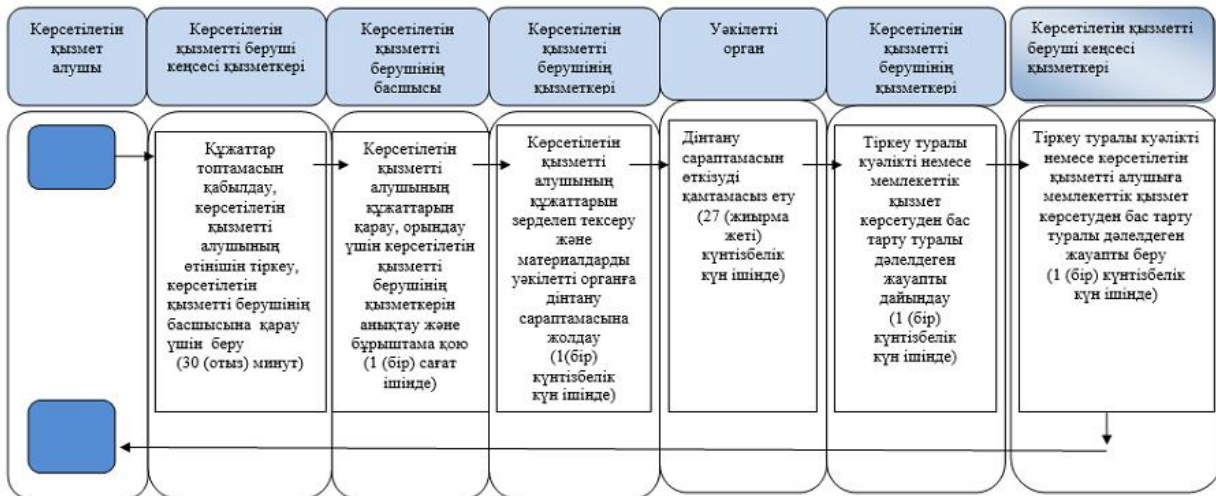 Көрсетілетін
қызмет
алушы
Көрсетілетін
қызметті беруші
кеңсесі қызметкері
Көрсетілетін
қызметті
берушінің
басшысы
Көрсетілетін
қызметті
берушінің
қызметкері
Уәкілетті
орган
Көрсетілетін
қызметті
берушінің
қызметкері
Көрсетілетін қызметті
беруші кеңсесі
қызметкері
Құжаттар
топтамасын
қабылдау,
көрсетілетін
қызметті
алушының
өтінішін тіркеу,
көрсетілетін
қызметті берушінің
басшысына қарау
үшін беру
(30 (отыз) минут)
Көрсетілетін
қызметті
алушының
құжаттарын
қарау, орындау
үшін көрсетілетін
қызметті
берушінің
қызметкерін
анықтау және
бұрыштама қою
(1 (бір) сағат
ішінде)
Көрсетілетін
қызметті
алушының
құжаттарын
зерделеп тексеру
және
материалдарды
уәкілетті органға
дінтану
сараптамасына
жолдау
(1(бір)
күнтізбелік
күн ішінде)
Дінтану
сараптамасын
өткізуді
қамтамасыз ету
(27 (жиырма
жеті)
күнтізбелік
күн ішінде)
Тіркеу туралы
куәлікті немесе
мемлекеттік
қызмет
көрсетуден бас
тарту туралы
дәлелдеген
жауапты
дайындау
(1 (бір)
күнтізбелік
күн ішінде)
Тіркеу туралы куәлікті
немесе көрсетілетін
қызметті алушыға
мемлекеттік қызмет
көрсетуден бас тарту
туралы дәлелдеген
жауапты беру
(1 (бір) күнтізбелік
күн ішінде)